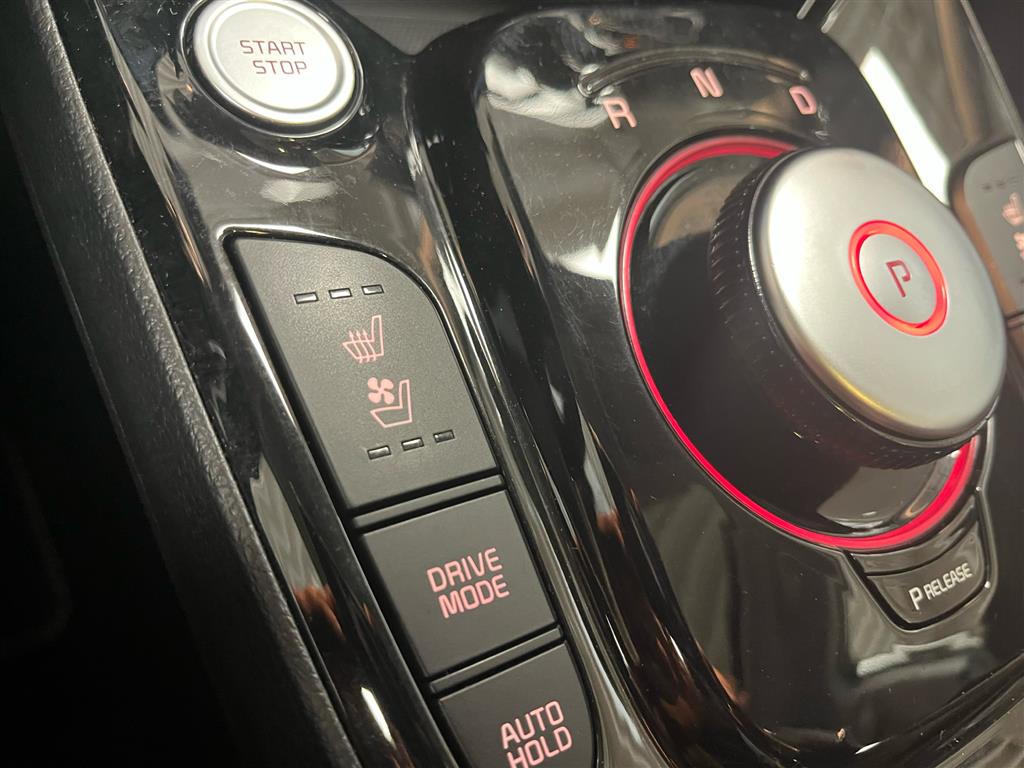 START
STOP
R N D
P
DRIVE
MODE
P RELEASE
AUTO
HOLD